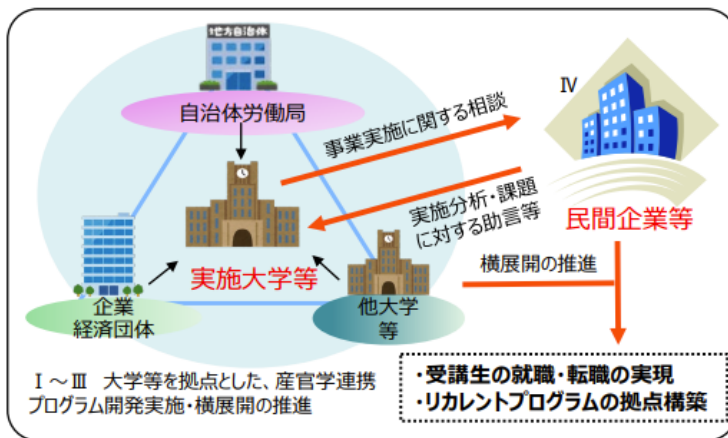 地方自治体
自治体労働局
事業実施に関する相談
Ⅳ
実施分析・課題
に対する助言等
民間企業等
実施大学等
横展開の推進
企業
経済団体
他大学
等
Ⅰ～Ⅲ 大学等を拠点とした、産官学連携
プログラム開発実施・横展開の推進
・受講生の就職・転職の実現
・リカレントプログラムの拠点構築